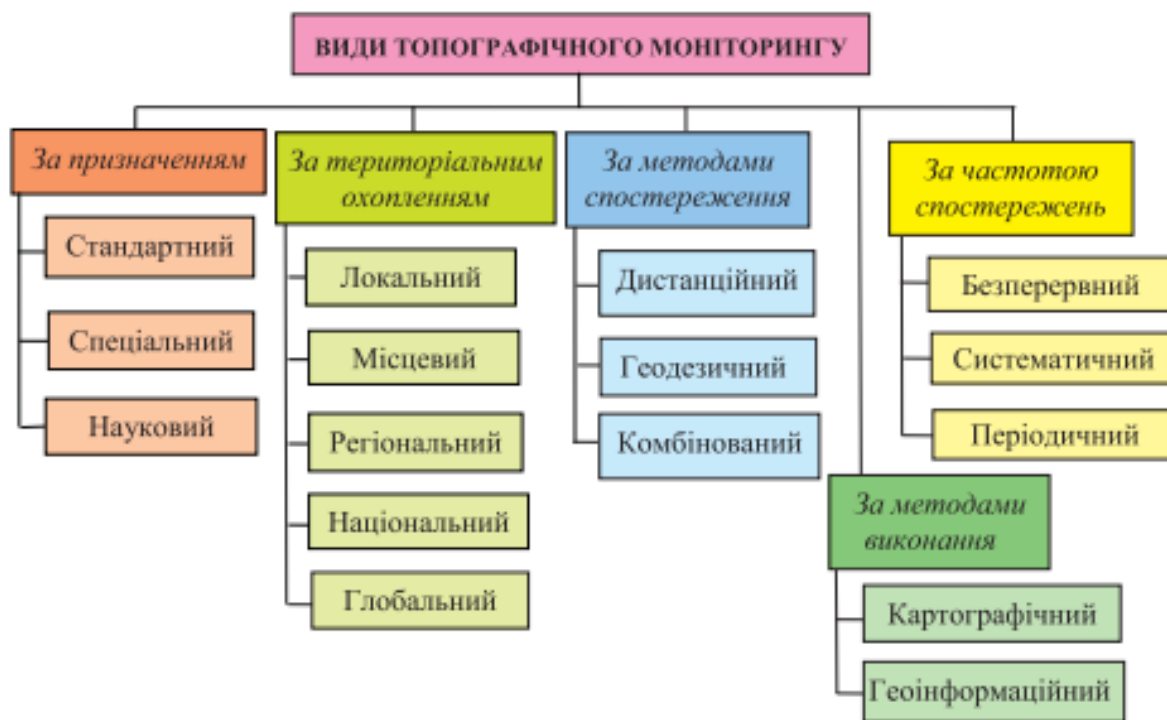 ВИДИ ТОПОГРАФІЧНОГО МОНІТОРИНГУ
За призначенням
Стандартний
Спеціальний
Науковий
За територіальним
охопленням
Локальний
Місцевий
Регіональний
Національний
Глобальний
За методами
спостереження
Дистанційний
Геодезичний
Комбінований
За частотою
спостережень
Безперервний
Систематичний
Періодичний
За методами
виконання
Картографічний
Геоінформаційний